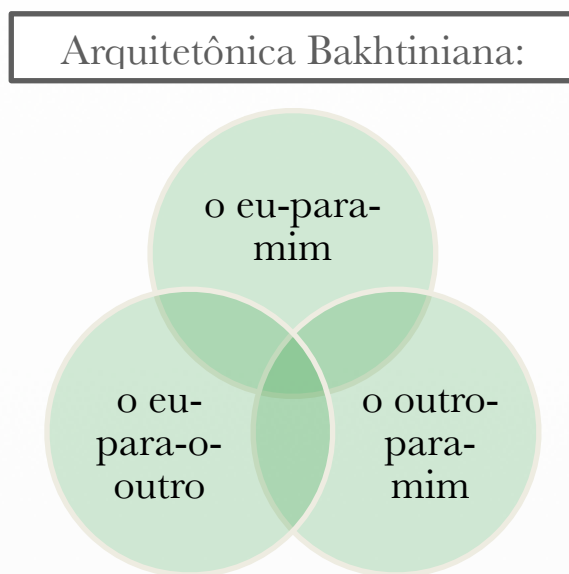 Arquitetônica Bakhtiniana:
o eu-para-
mim
o eu-
para-o-
outro
o outro-
para-
mim